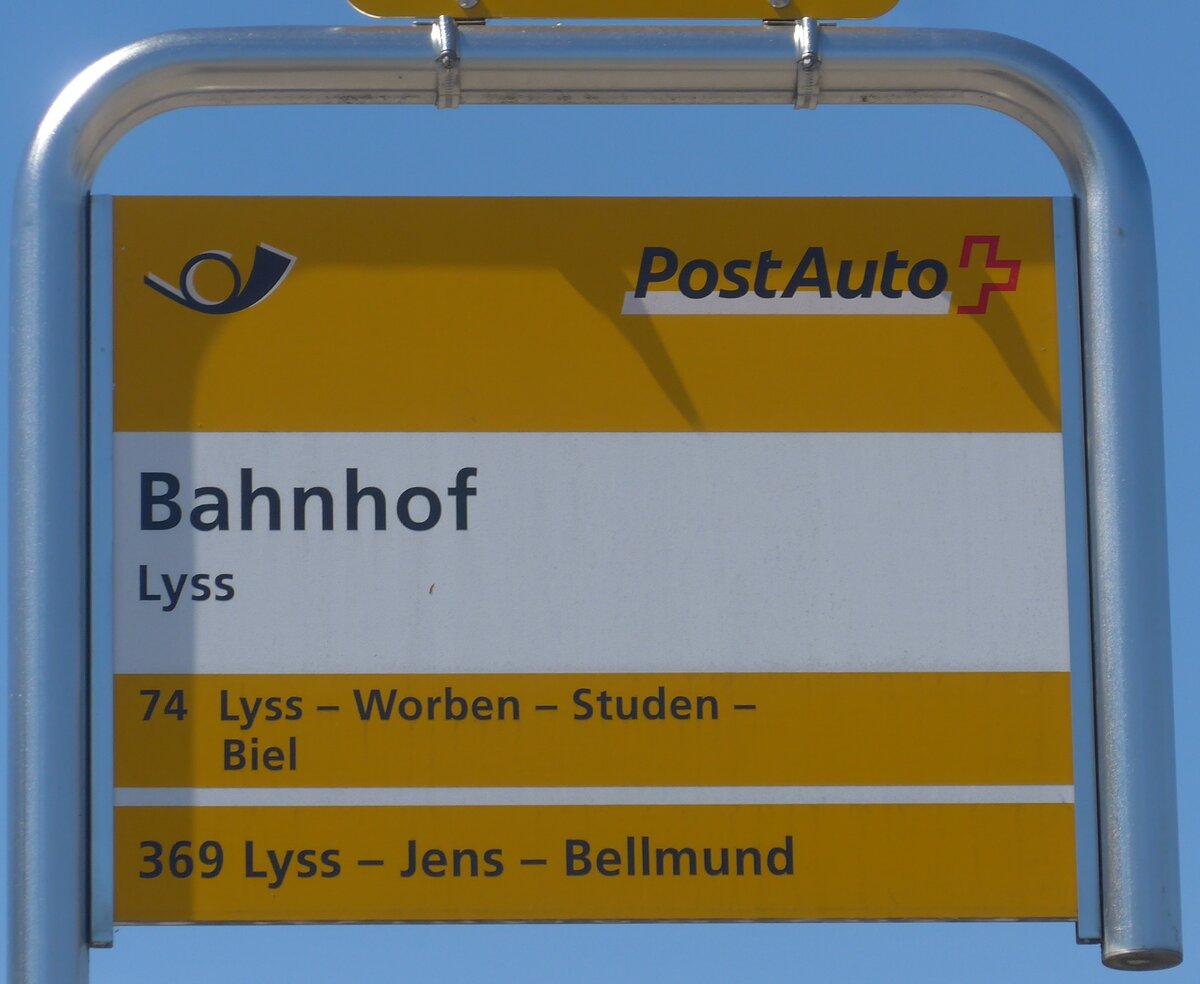 PostAuto
Bahnhof
Lyss
74 Lyss – Worben – Studen –
Biel
369 Lyss – Jens – Bellmund